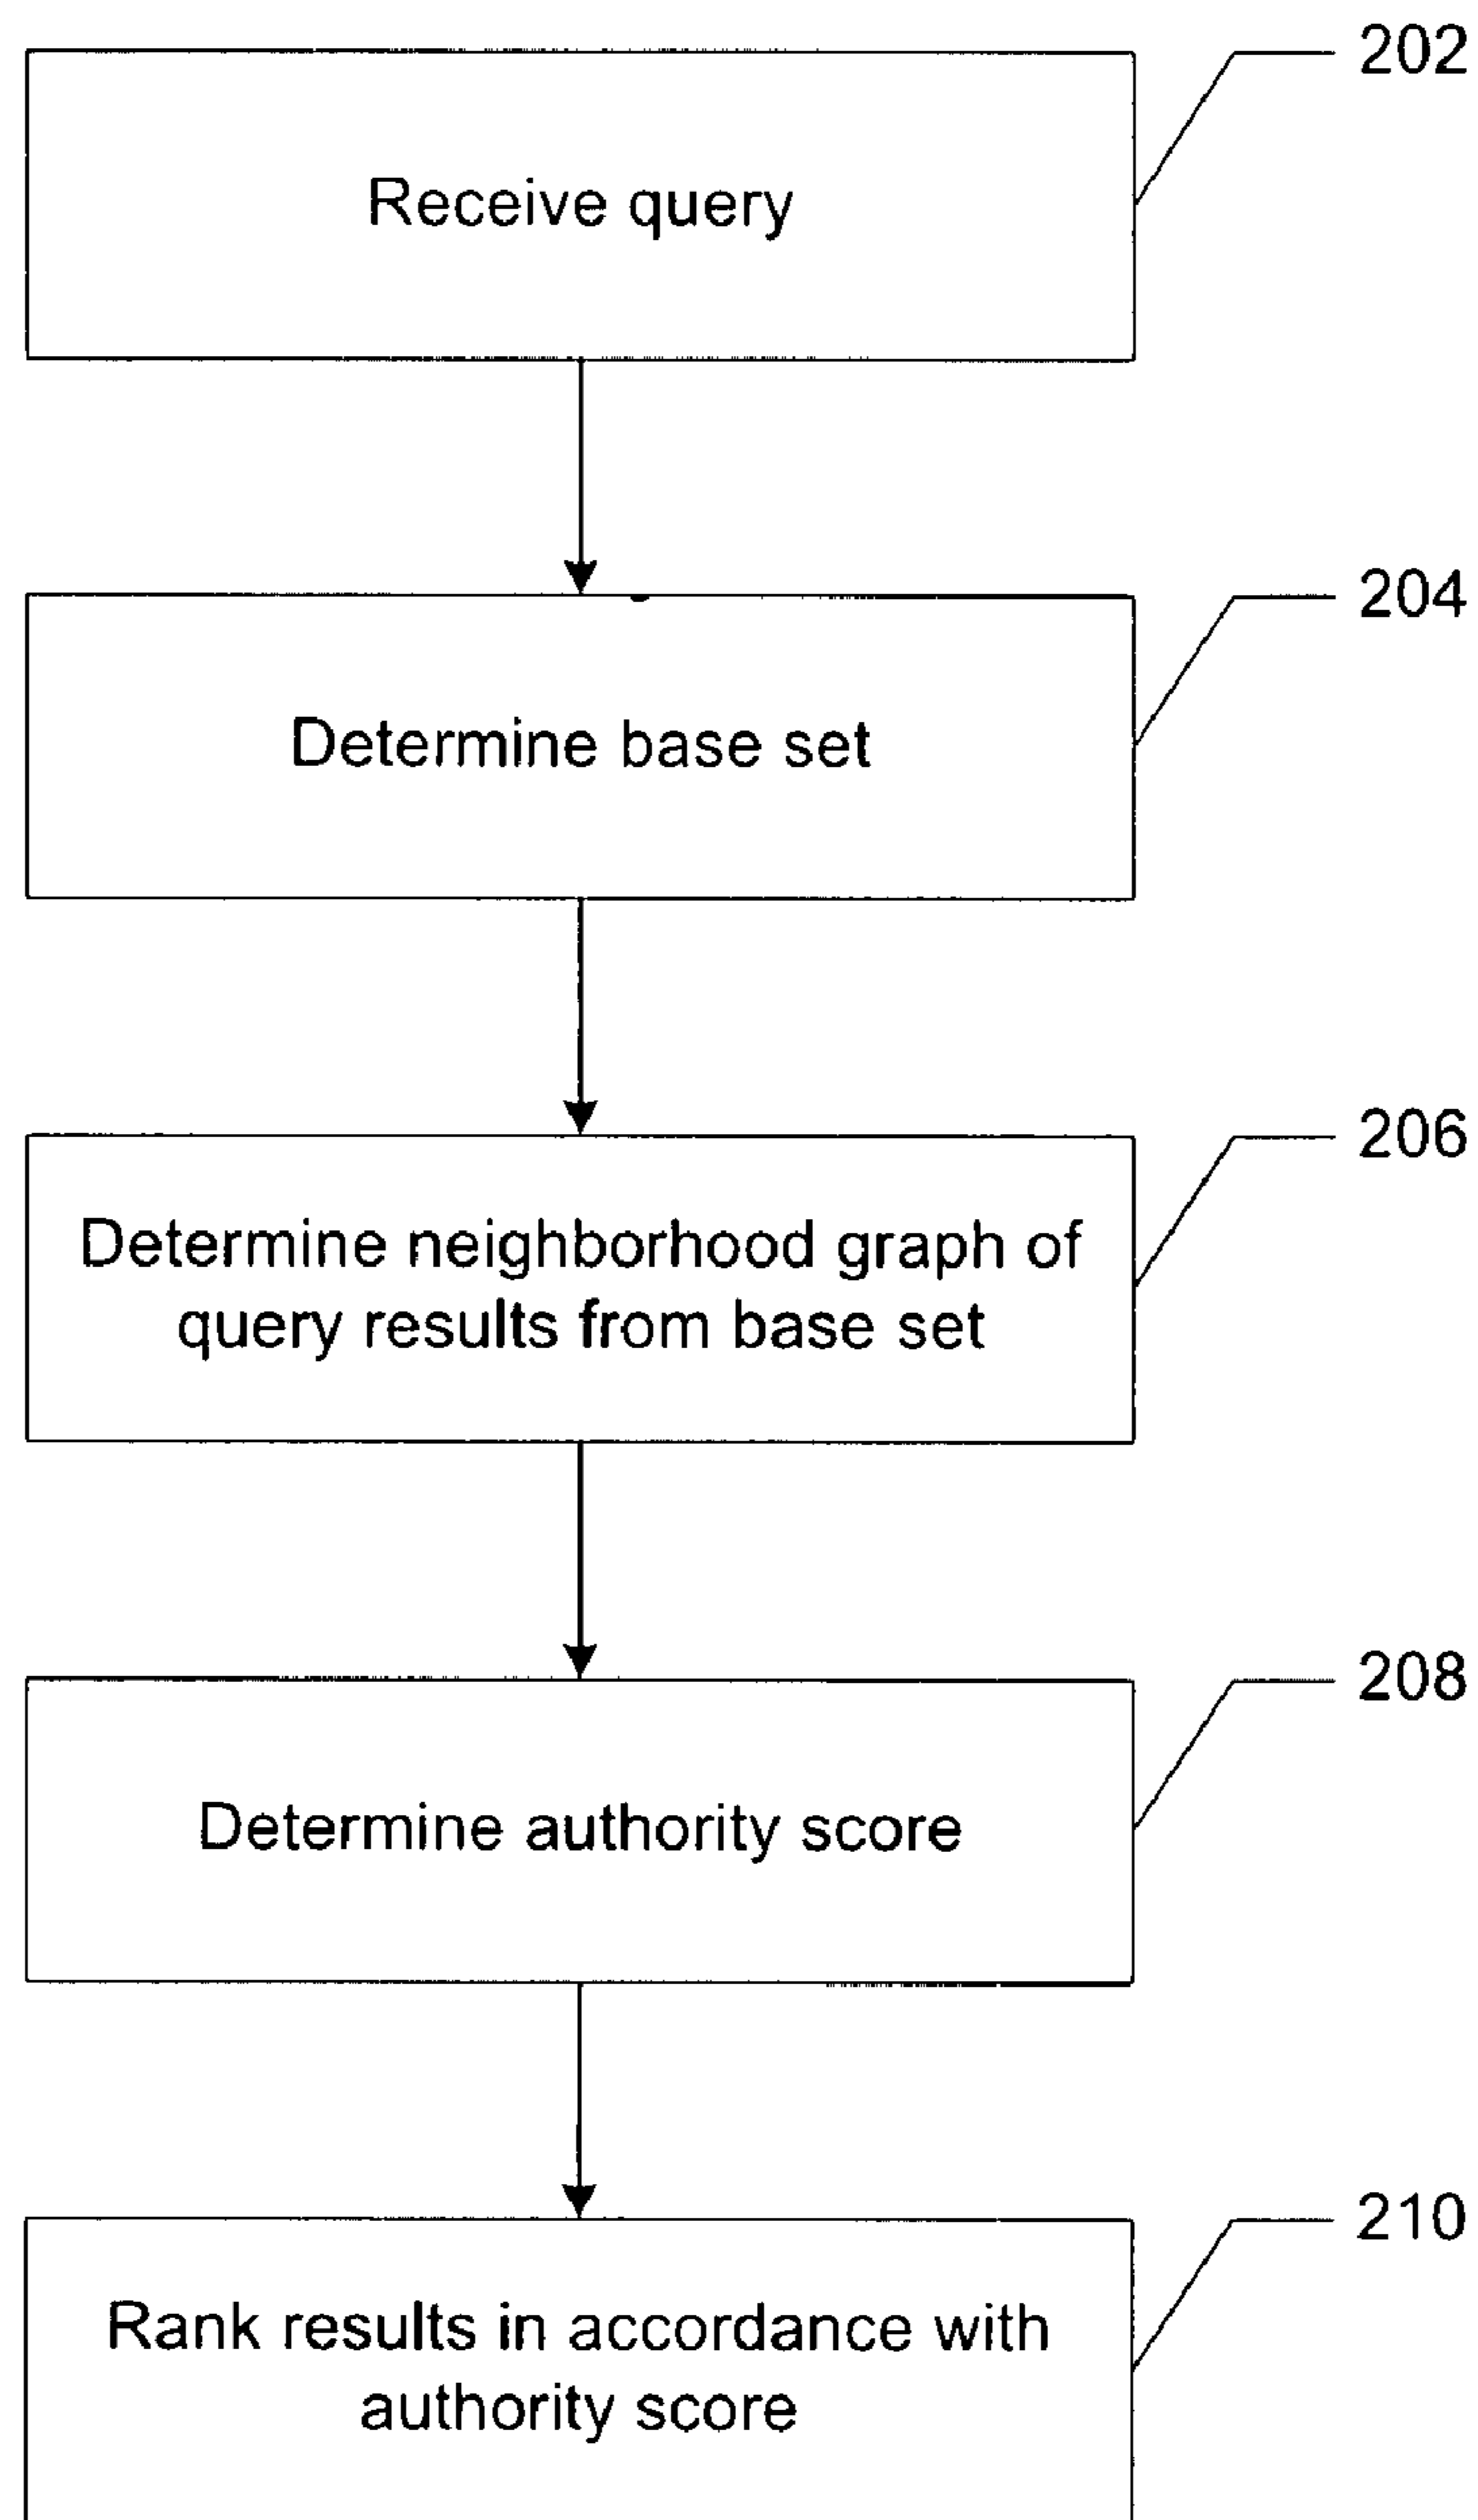 202
Receive query
204
Determine base set
206
Determine neighborhood graph of
query results from base set
208
Determine authority score
210
Rank results in accordance with
authority score